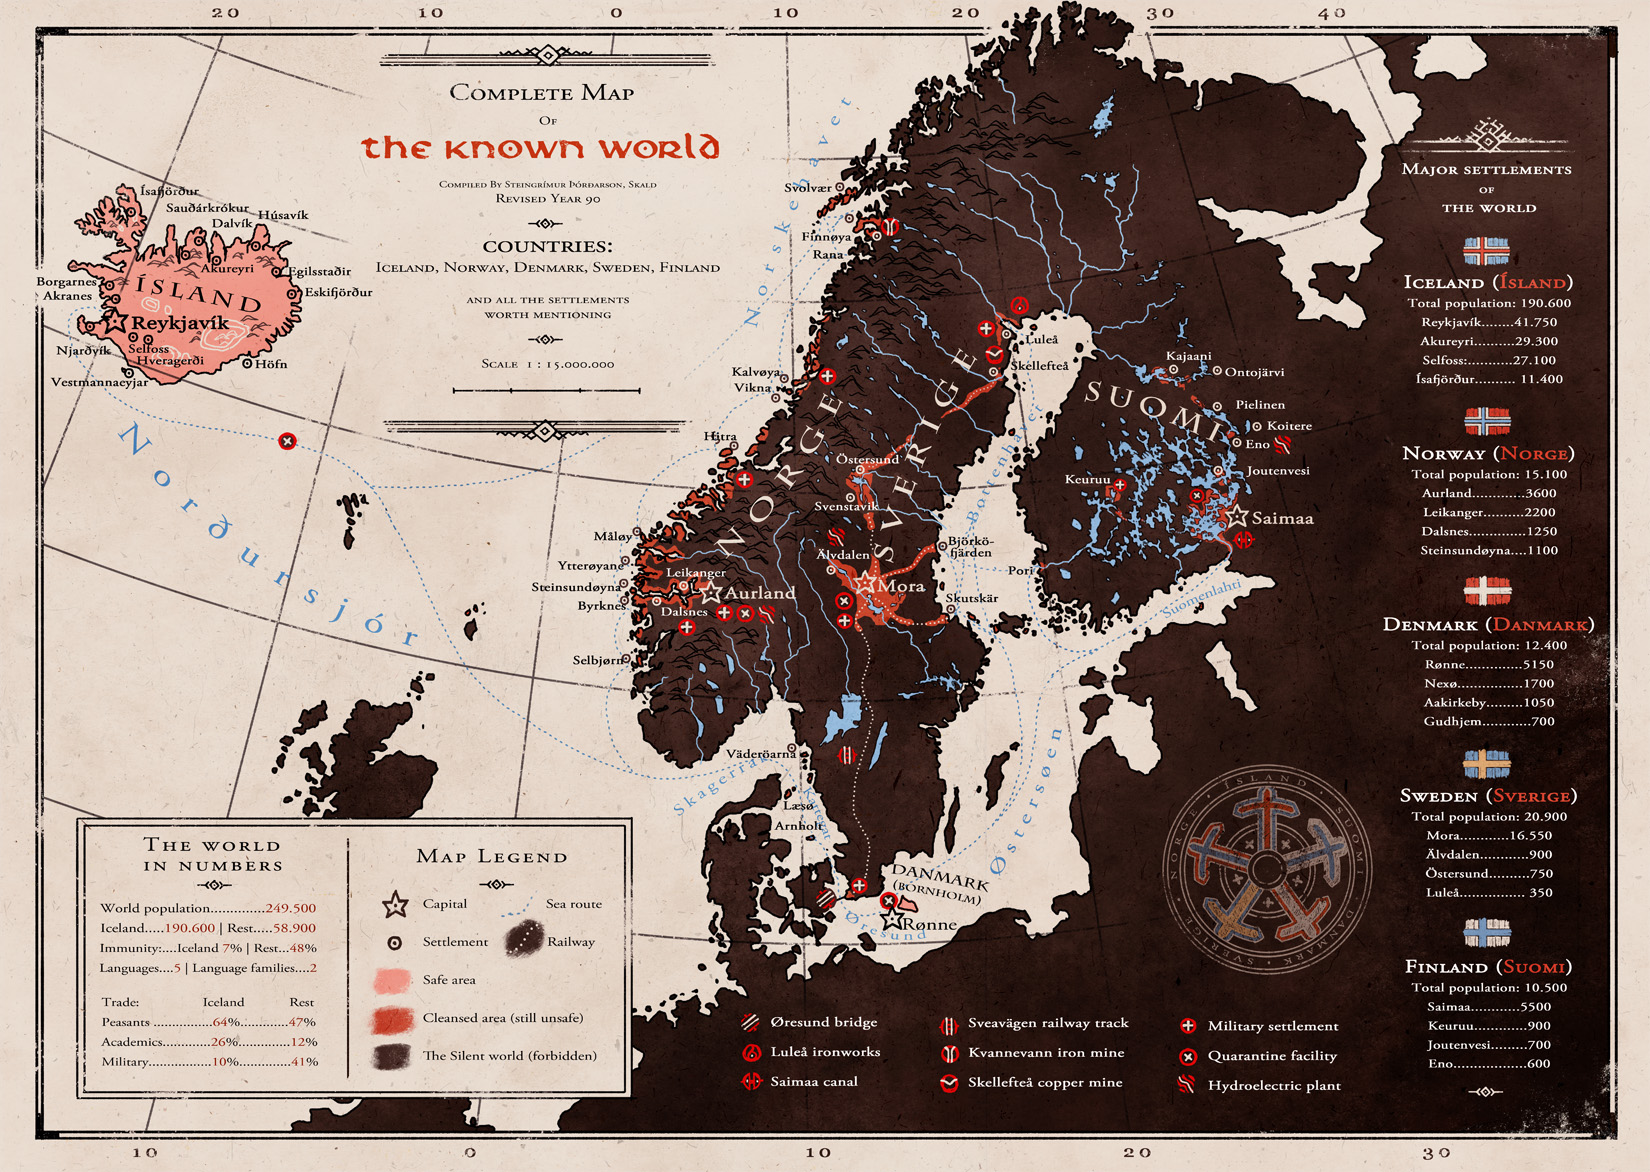 20 10 0 10 20 30 40
Complete Map
Of
the known world
Compiled By Steingrímur Þórðarson, Skald
Revised Year 90
COUNTRIES:
Iceland, Norway, Denmark, Sweden, Finland
AND ALL THE SETTLEMENTS
WORTH MENTIONING
Scale 1 : 15.000.000
Ísafjörður
Sauðárkrókur
Húsavík
Dalvík
Akureyri
Egilsstaðir
Eskifjörður
Borgarnes
Akranes
ÍSLAND
Reykjavík
Njarðvík
Selfoss
Hveragerði
Höfn
Vestmannaeyjar
Norðursjór
Norskehavet
Svolvær
Finnøya
Rana
Kalvøya
Vikna
Hitra
Måløy
Ytterøyane
Steinsundøyna
Byrknes
Leikanger
Aurland
Dalsnes
Selbjørn
NORGE
SVERIGE
Luleå
Skellefteå
Östersund
Svenstavik
Älvdalen
Mora
Björkö-
fjärden
Skutskär
Bottenhavet
SUOMI
Kajaani
Ontojärvi
Pielinen
Koitere
Eno
Joutenvesi
Keuruu
Saimaa
Pori
Suomenlahti
Väderöarna
Skagerrak
Kattegat
Læsø
Arnholt
Østersøen
DANMARK
(BORNHOLM)
Rønne
Øresund
Major settlements
OF
THE WORLD
Iceland (Ísland)
Total population: 190.600
Reykjavík........41.750
Akureyri..........29.300
Selfoss:..........27.100
Ísafjörður.......... 11.400
Norway (Norge)
Total population: 15.100
Aurland............3600
Leikanger.........2200
Dalsnes............1250
Steinsundøyna....1100
Denmark (Danmark)
Total population: 12.400
Rønne.............5150
Nexø...............1700
Aakirkeby........1050
Gudhjem..........700
Sweden (Sverige)
Total population: 20.900
Mora...........16.550
Älvdalen............900
Östersund..........750
Luleå............... 350
Finland (Suomi)
Total population: 10.500
Saimaa............5500
Keuruu............900
Joutenvesi........700
Eno.................600
ÍSLAND • SUOMI • DANMARK • SVERIGE • NORGE
The world
in numbers
World population.............249.500
Iceland.....190.600 | Rest.....58.900
Immunity:....Iceland 7% | Rest...48%
Languages....5 | Language families....2
Trade: Iceland Rest
Peasants ..............64%...........47%
Academics...........26%............12%
Military................10%...........41%
Map Legend
Capital
Sea route
Settlement
Railway
Safe area
Cleansed area (still unsafe)
The Silent world (forbidden)
Øresund bridge
Luleå ironworks
Saimaa canal
Sveavägen railway track
Kvannevann iron mine
Skellefteå copper mine
Military settlement
Quarantine facility
Hydroelectric plant
10 0 10 20 30